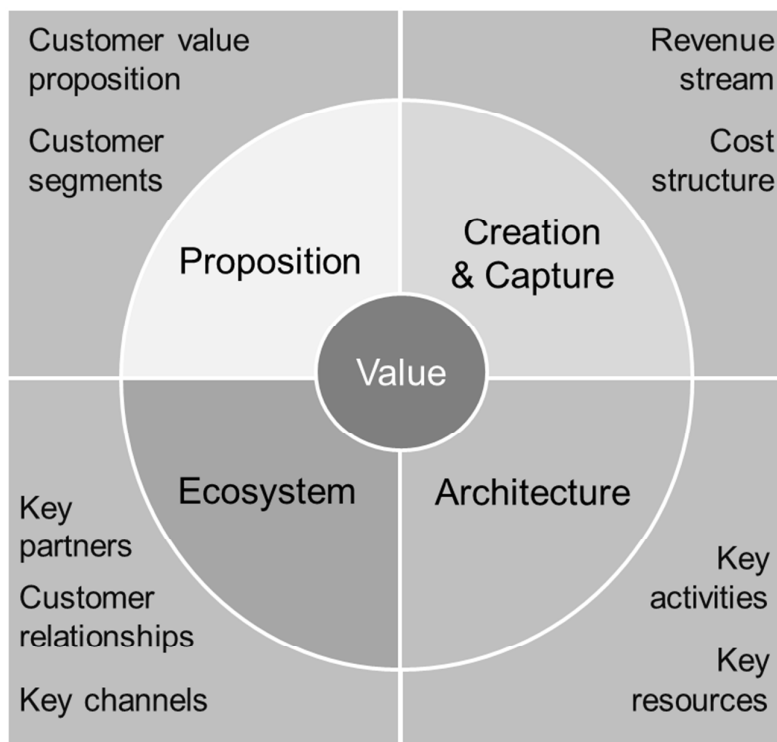 Customer value
proposition
Customer
segments
Revenue
stream
Cost
structure
Proposition
Creation
& Capture
Value
Ecosystem
Architecture
Key
partners
Customer
relationships
Key channels
Key
activities
Key
resources